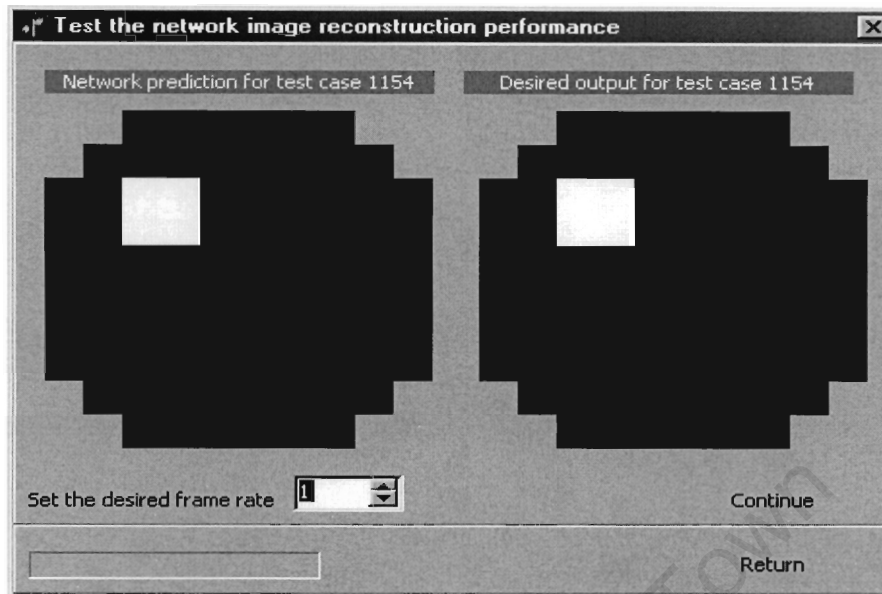 Test the network image reconstruction performance
Network prediction for test case 1154
Desired output for test case 1154
Set the desired frame rate
1
Continue
Return
Town